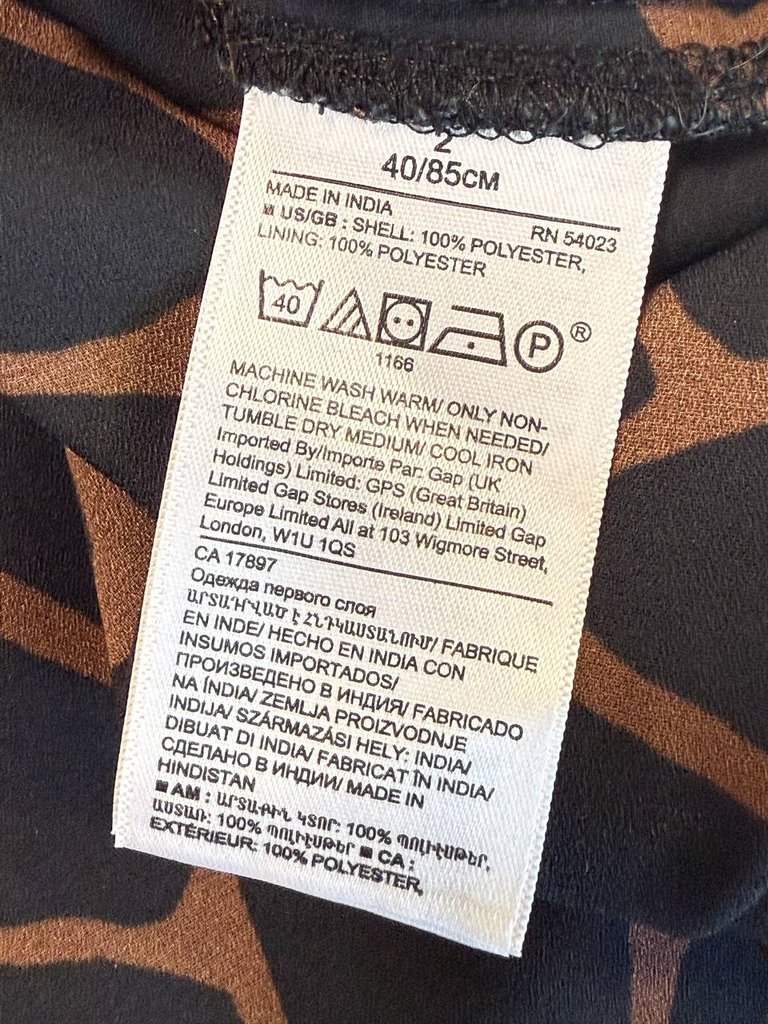 2
40/85CM
MADE IN INDIA
RN 54023
US/GB : SHELL: 100% POLYESTER,
LINING: 100% POLYESTER
40
P
®
1166
MACHINE WASH WARM/ ONLY NON-
CHLORINE BLEACH WHEN NEEDED/
TUMBLE DRY MEDIUM/ COOL IRON
Imported By/Importe Par: Gap (UK
Holdings) Limited: GPS (Great Britain)
Limited Gap Stores (Ireland) Limited Gap
Europe Limited All at 103 Wigmore Street,
London, W1U 1QS
CA 17897
Одежда первого слоя
ԱՐՏԱԴՐՎԱԾ Է ՀՆԴԿԱՍՏԱՆՈՒՄ/ FABRIQUE
EN INDE/ HECHO EN INDIA CON
INSUMOS IMPORTADOS/
ПРОИЗВЕДЕНО В ИНДИЯ/ FABRICADO
NA ÍNDIA/ ZEMLJA PROIZVODNJE
INDIJA/ SZÁRMAZÁSI HELY: INDIA/
DIBUAT DI INDIA/ FABRICAT ÎN INDIA/
СДЕЛАНО В ИНДИИ/ MADE IN
HINDISTAN
AM : ԱՐՏԱՔԻՆ ԿՏՈՐ: 100% ՊՈԼԻԷՍԹԵՐ,
ԱՍՏԱՌ: 100% ՊՈԼԻԷՍԹԵՐ CA :
EXTÉRIEUR: 100% POLYESTER,